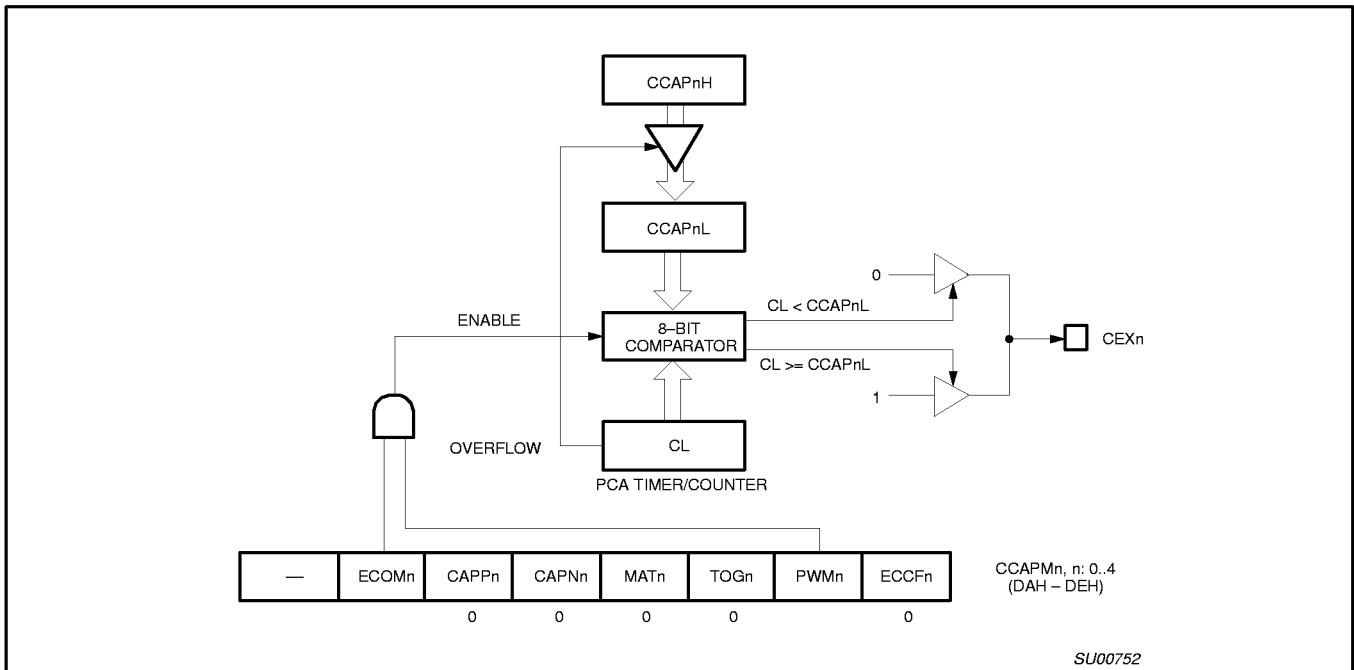 CCAPnH
CCAPnL
0
CL < CCAPnL
ENABLE
8–BIT
COMPARATOR
CEXn
CL >= CCAPnL
1
OVERFLOW
CL
PCA TIMER/COUNTER
— ECOMn CAPPn CAPNn MATn TOGn PWMn ECCFn
CCAPMn, n: 0..4
(DAH – DEH)
0 0 0 0 0
SU00752